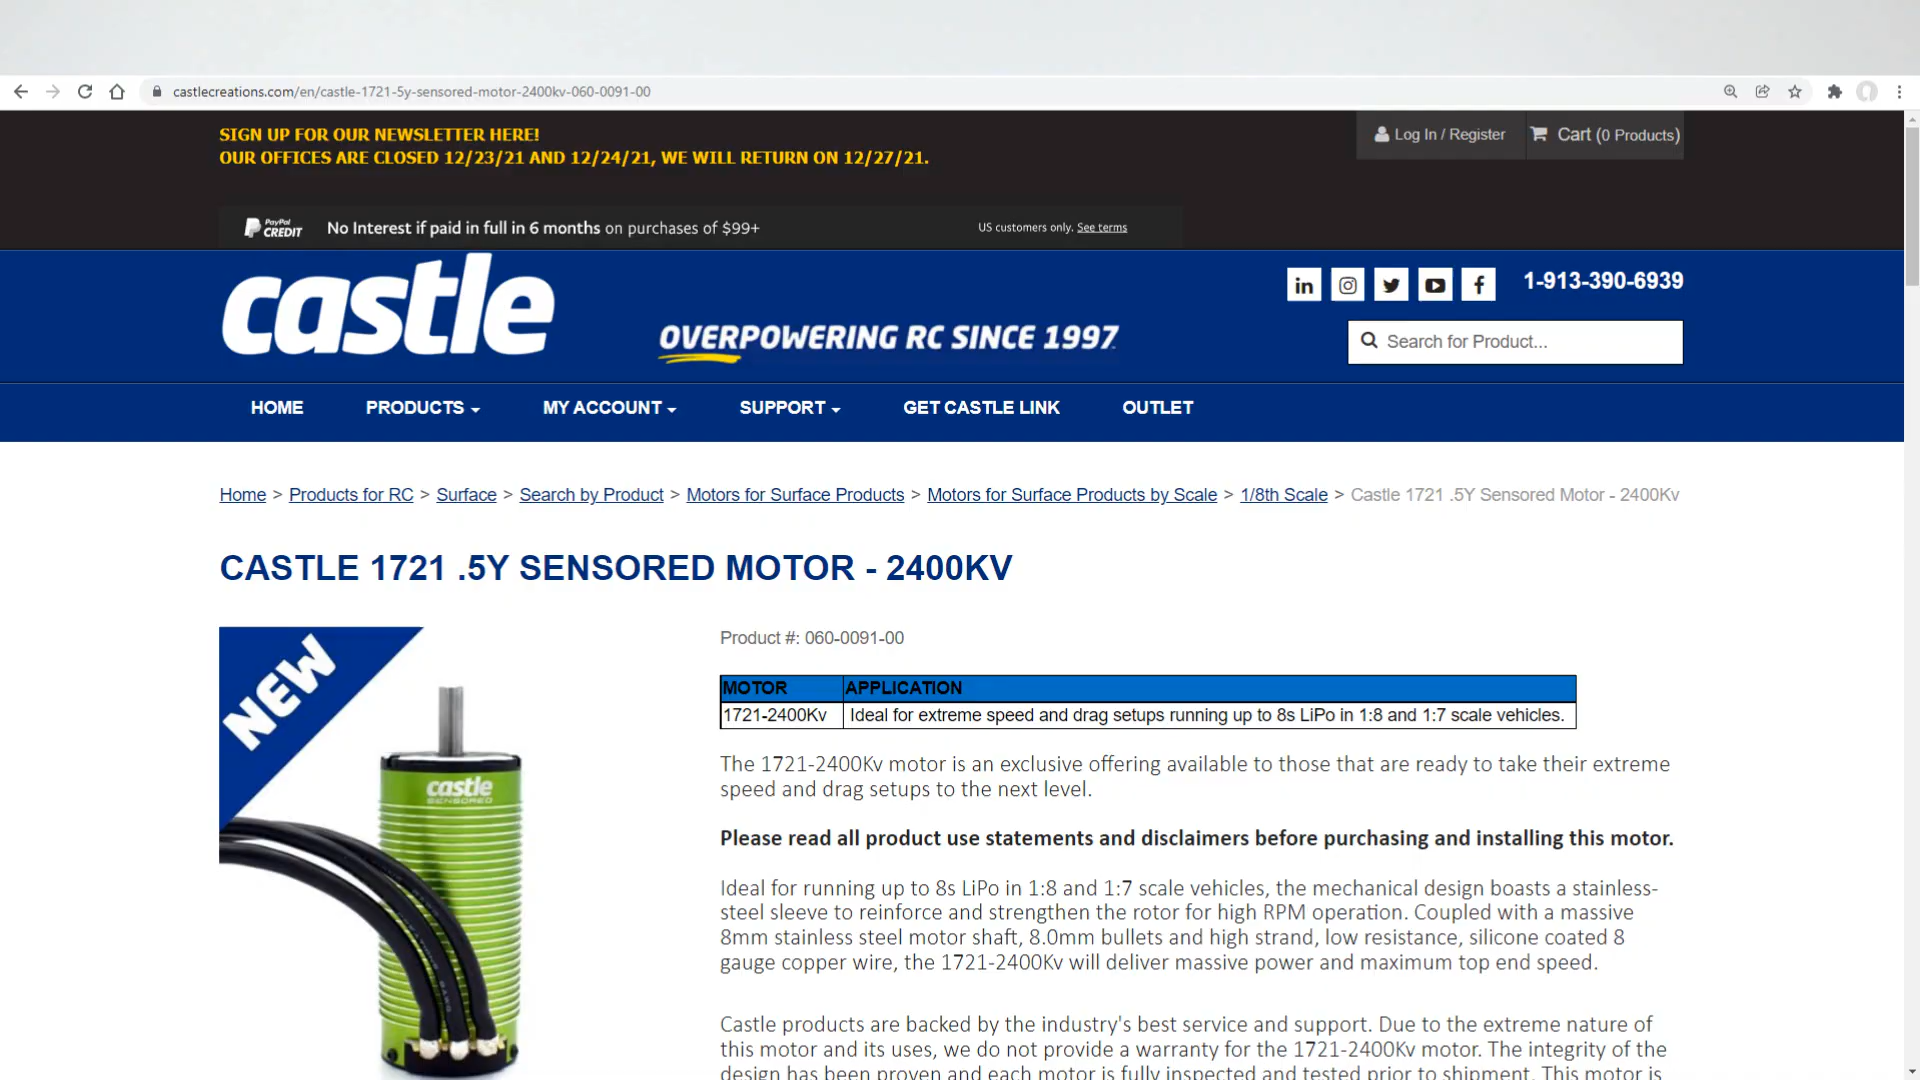 castlecreations.com/en/castle-1721-5y-sensored-motor-2400kv-060-0091-00
SIGN UP FOR OUR NEWSLETTER HERE!
OUR OFFICES ARE CLOSED 12/23/21 AND 12/24/21, WE WILL RETURN ON 12/27/21.
Log In / Register
Cart (0 Products)
PayPal CREDIT
No Interest if paid in full in 6 months on purchases of $99+
US customers only. See terms
castle
OVERPOWERING RC SINCE 1997
1-913-390-6939
Search for Product...
HOME
PRODUCTS
MY ACCOUNT
SUPPORT
GET CASTLE LINK
OUTLET
Home > Products for RC > Surface > Search by Product > Motors for Surface Products > Motors for Surface Products by Scale > 1/8th Scale > Castle 1721 .5Y Sensored Motor - 2400Kv
CASTLE 1721 .5Y SENSORED MOTOR - 2400KV
NEW
castle
SENSORED
Product #: 060-0091-00
MOTOR APPLICATION
1721-2400Kv Ideal for extreme speed and drag setups running up to 8s LiPo in 1:8 and 1:7 scale vehicles.
The 1721-2400Kv motor is an exclusive offering available to those that are ready to take their extreme
speed and drag setups to the next level.
Please read all product use statements and disclaimers before purchasing and installing this motor.
Ideal for running up to 8s LiPo in 1:8 and 1:7 scale vehicles, the mechanical design boasts a stainless-
steel sleeve to reinforce and strengthen the rotor for high RPM operation. Coupled with a massive
8mm stainless steel motor shaft, 8.0mm bullets and high strand, low resistance, silicone coated 8
gauge copper wire, the 1721-2400Kv will deliver massive power and maximum top end speed.
Castle products are backed by the industry's best service and support. Due to the extreme nature of
this motor and its uses, we do not provide a warranty for the 1721-2400Kv motor. The integrity of the
design has been proven and each motor is fully inspected and tested prior to shipment. This motor is